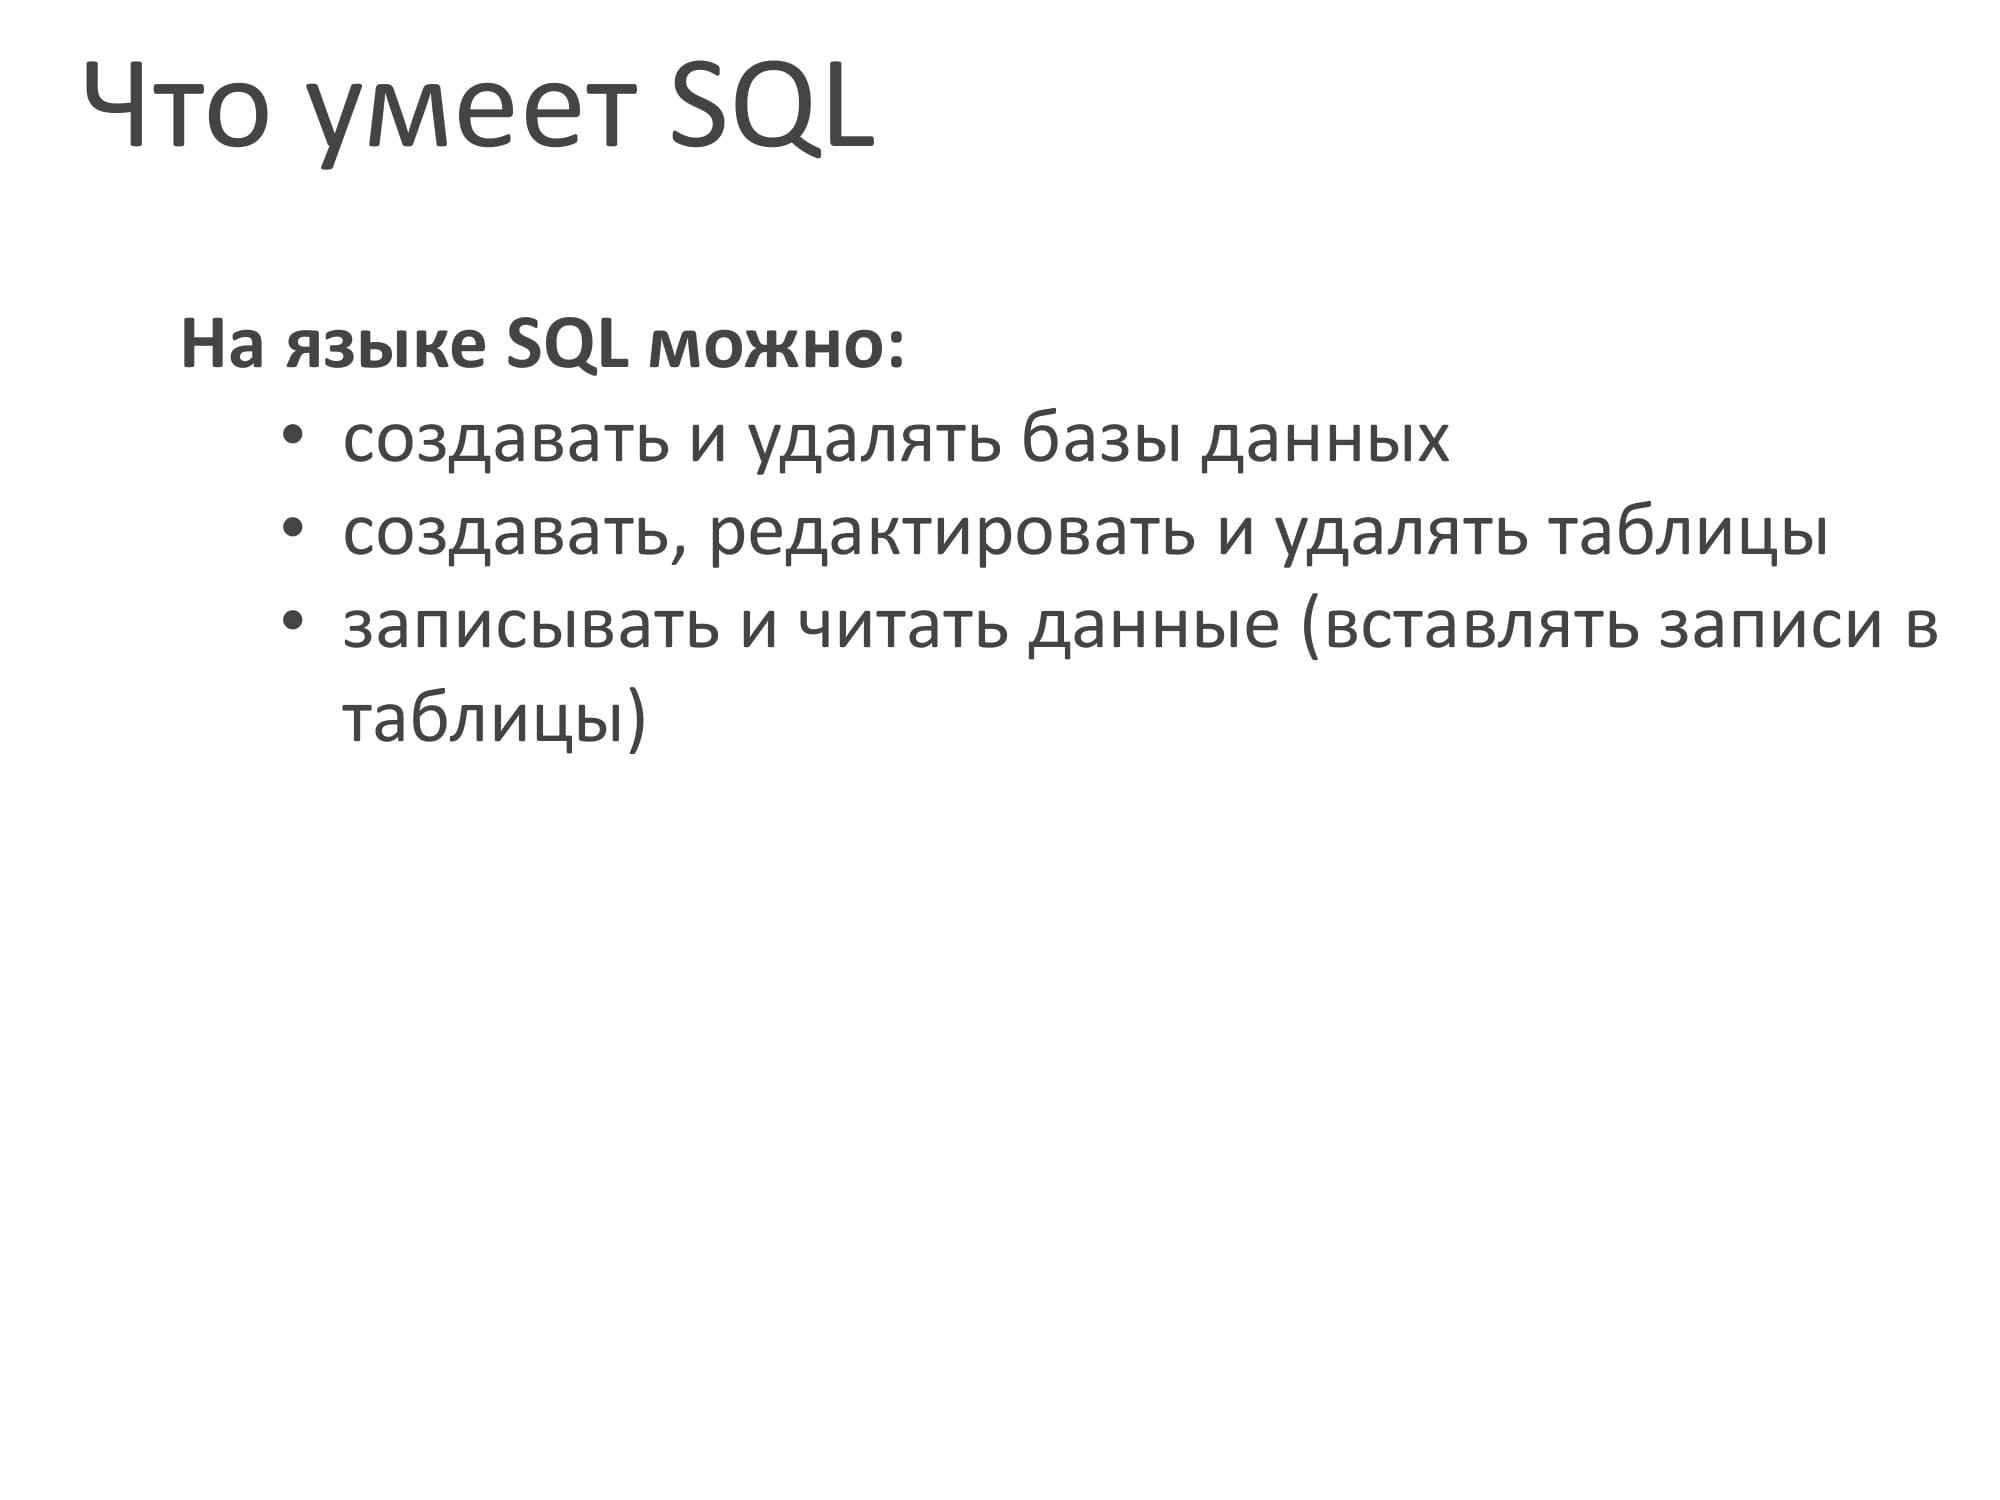 Что умеет SQL
На языке SQL можно:
• создавать и удалять базы данных
• создавать, редактировать и удалять таблицы
• записывать и читать данные (вставлять записи в
таблицы)